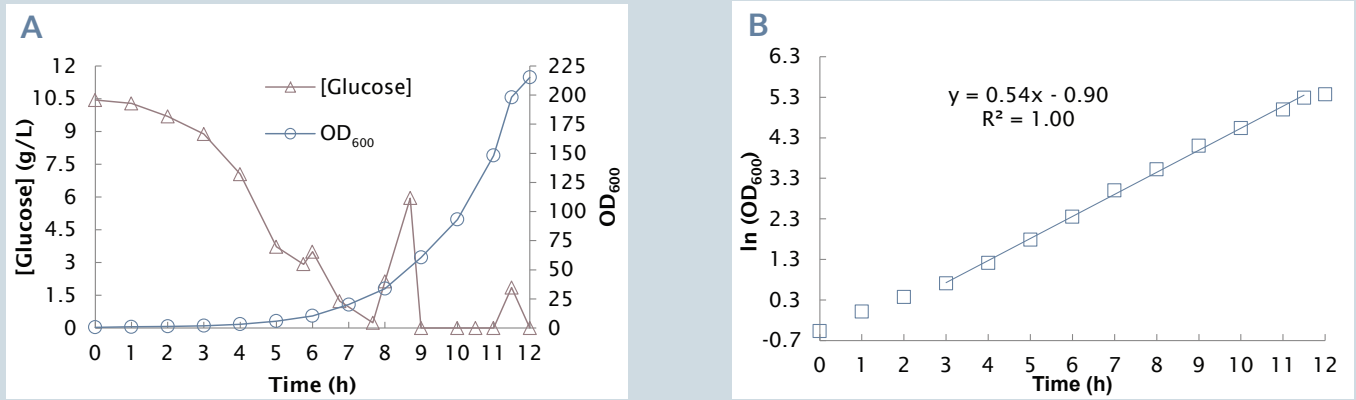 A
12
10.5
9
7.5
6
4.5
3
1.5
0
[Glucose] (g/L)
[Glucose]
OD600
225
200
175
150
125
100
75
50
25
0
OD600
0 1 2 3 4 5 6 7 8 9 10 11 12
Time (h)
B
6.3
5.3
4.3
3.3
2.3
1.3
0.3
-0.7
ln (OD600)
y = 0.54x - 0.90
R² = 1.00
0 1 2 3 4 5 6 7 8 9 10 11 12
Time (h)